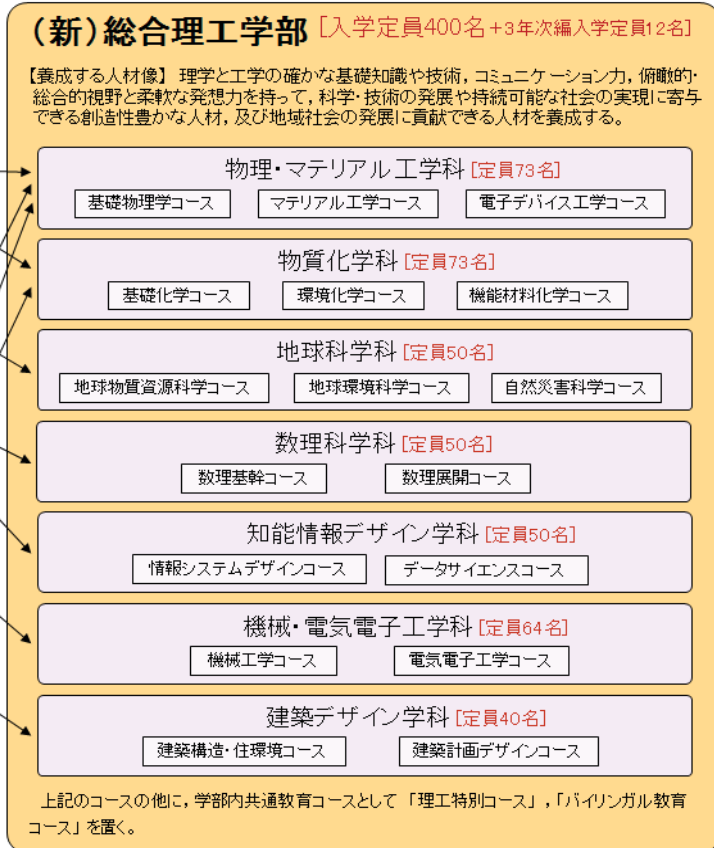 (新)総合理工学部 [入学定員400名+3年次編入学定員12名]
【養成する人材像】 理学と工学の確かな基礎知識や技術，コミュニケーション力，俯瞰的・
総合的視野と柔軟な発想力を持って，科学・技術の発展や持続可能な社会の実現に寄与
できる創造性豊かな人材，及び地域社会の発展に貢献できる人材を養成する。
物理・マテリアル工学科 [定員73名]
基礎物理学コース マテリアル工学コース 電子デバイス工学コース
物質化学科 [定員73名]
基礎化学コース 環境化学コース 機能材料化学コース
地球科学科 [定員50名]
地球物質資源科学コース 地球環境科学コース 自然災害科学コース
数理科学科 [定員50名]
数理基幹コース 数理展開コース
知能情報デザイン学科 [定員50名]
情報システムデザインコース データサイエンスコース
機械・電気電子工学科 [定員64名]
機械工学コース 電気電子工学コース
建築デザイン学科 [定員40名]
建築構造・住環境コース 建築計画デザインコース
上記のコースの他に，学部内共通教育コースとして 「理工特別コース」，「バイリンガル教育
コース」を置く。